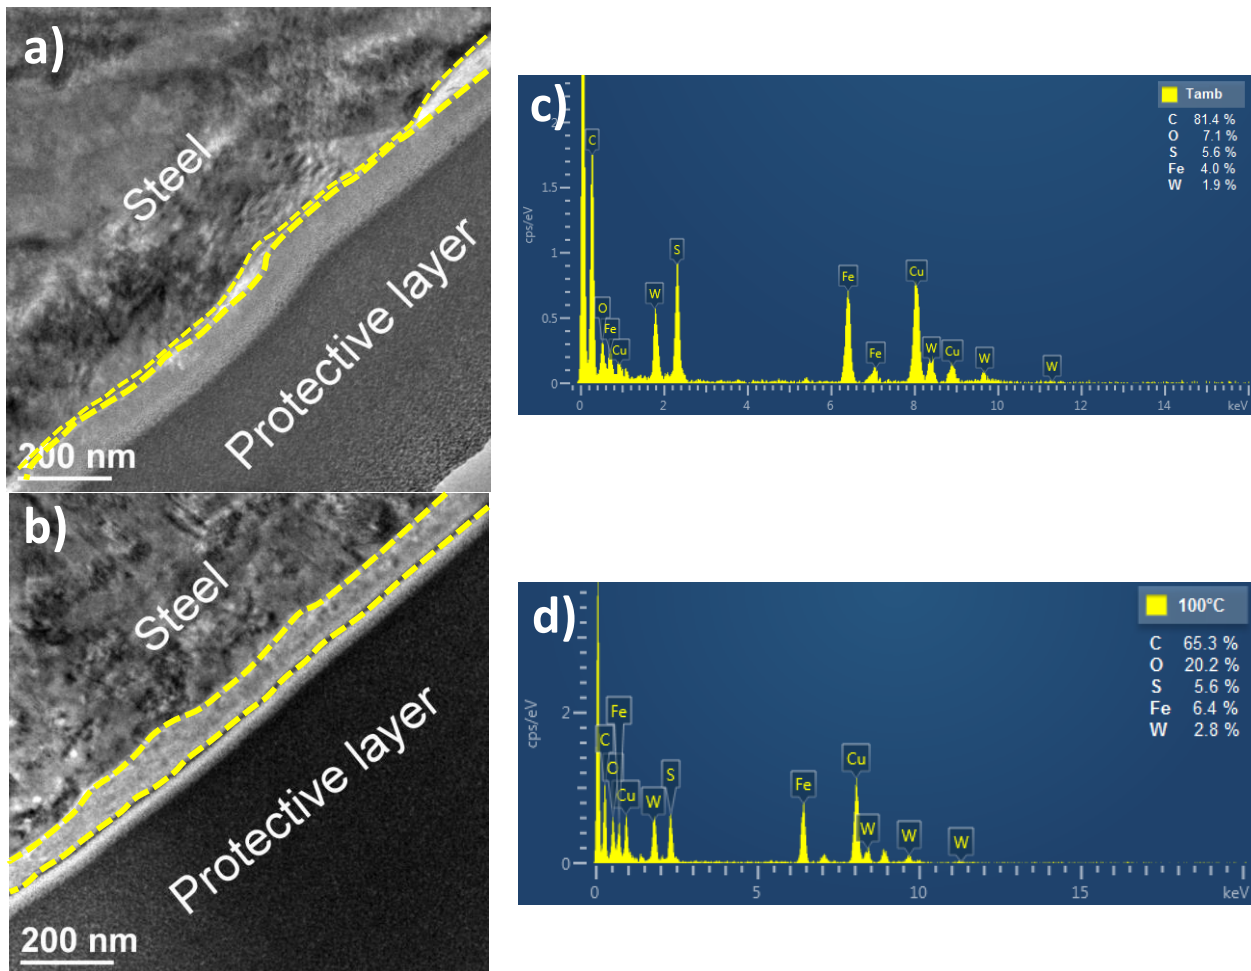 a)
Steel
Protective layer
200 nm
b)
Steel
Protective layer
200 nm
c)
Tamb
C 81.4 %
O 7.1 %
S 5.6 %
Fe 4.0 %
W 1.9 %
cps/eV
2
1.5
1
0.5
0
C
O
Fe
Cu
W
S
Fe
Fe
Cu
W
Cu
W
W
0 2 4 6 8 10 12 14 keV
d)
100°C
C 65.3 %
O 20.2 %
S 5.6 %
Fe 6.4 %
W 2.8 %
cps/eV
2
0
Fe
C
O
Cu
W
S
Fe
Cu
W
W
W
0 5 10 15 keV